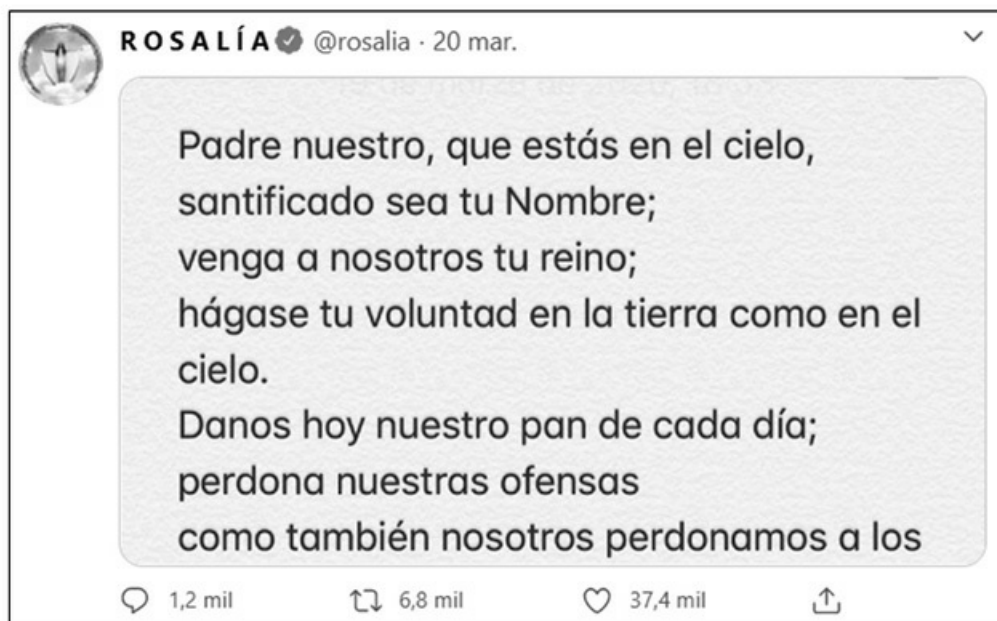 ROSALÍA @rosalia · 20 mar.
Padre nuestro, que estás en el cielo,
santificado sea tu Nombre;
venga a nosotros tu reino;
hágase tu voluntad en la tierra como en el
cielo.
Danos hoy nuestro pan de cada día;
perdona nuestras ofensas
como también nosotros perdonamos a los
1,2 mil 6,8 mil 37,4 mil